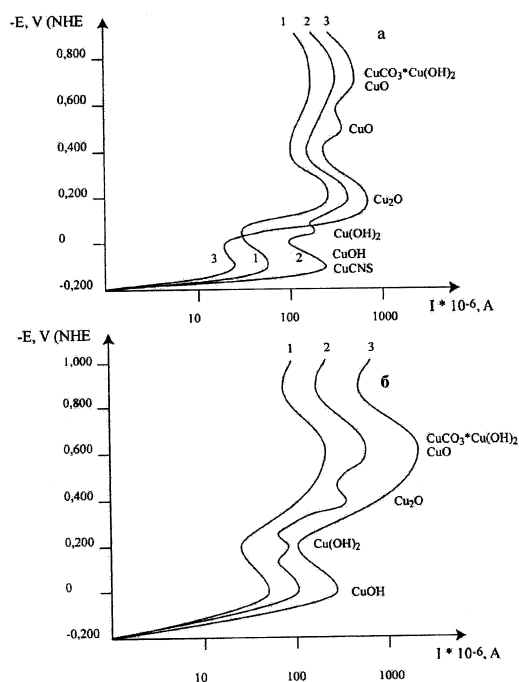 -E, V (NHE
1 2 3 a
0,800
CuCO₃*Cu(OH)₂
CuO
0,600
CuO
0,400
0,200
Cu₂O
Cu(OH)₂
0
CuOH
3 1 2
CuCNS
-0,200
I * 10-6, A
10 100 1000
-E, V (NHE
1 2 3
1,000
б
0,800
CuCO₃*Cu(OH)₂
CuO
0,600
Cu₂O
0,400
0,200
Cu(OH)₂
0
CuOH
-0,200
I * 10-6, A
10 100 1000